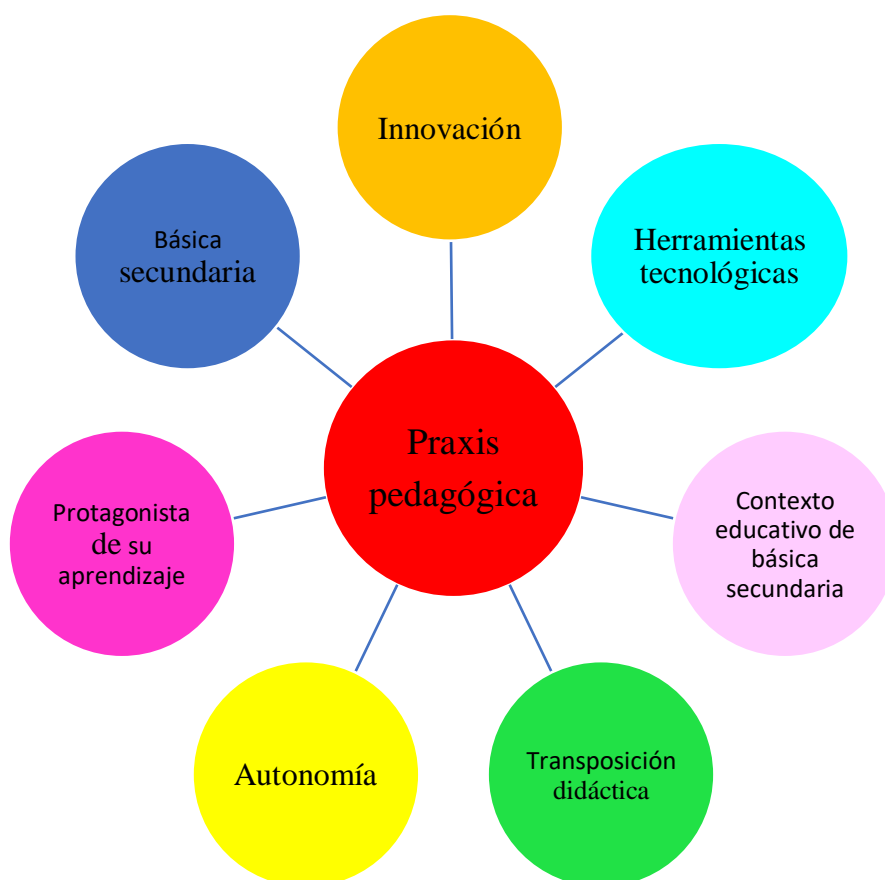 Innovación
Básica
secundaria
Herramientas
tecnológicas
Praxis
pedagógica
Protagonista
de su
aprendizaje
Contexto
educativo de
básica
secundaria
Autonomía
Transposición
didáctica